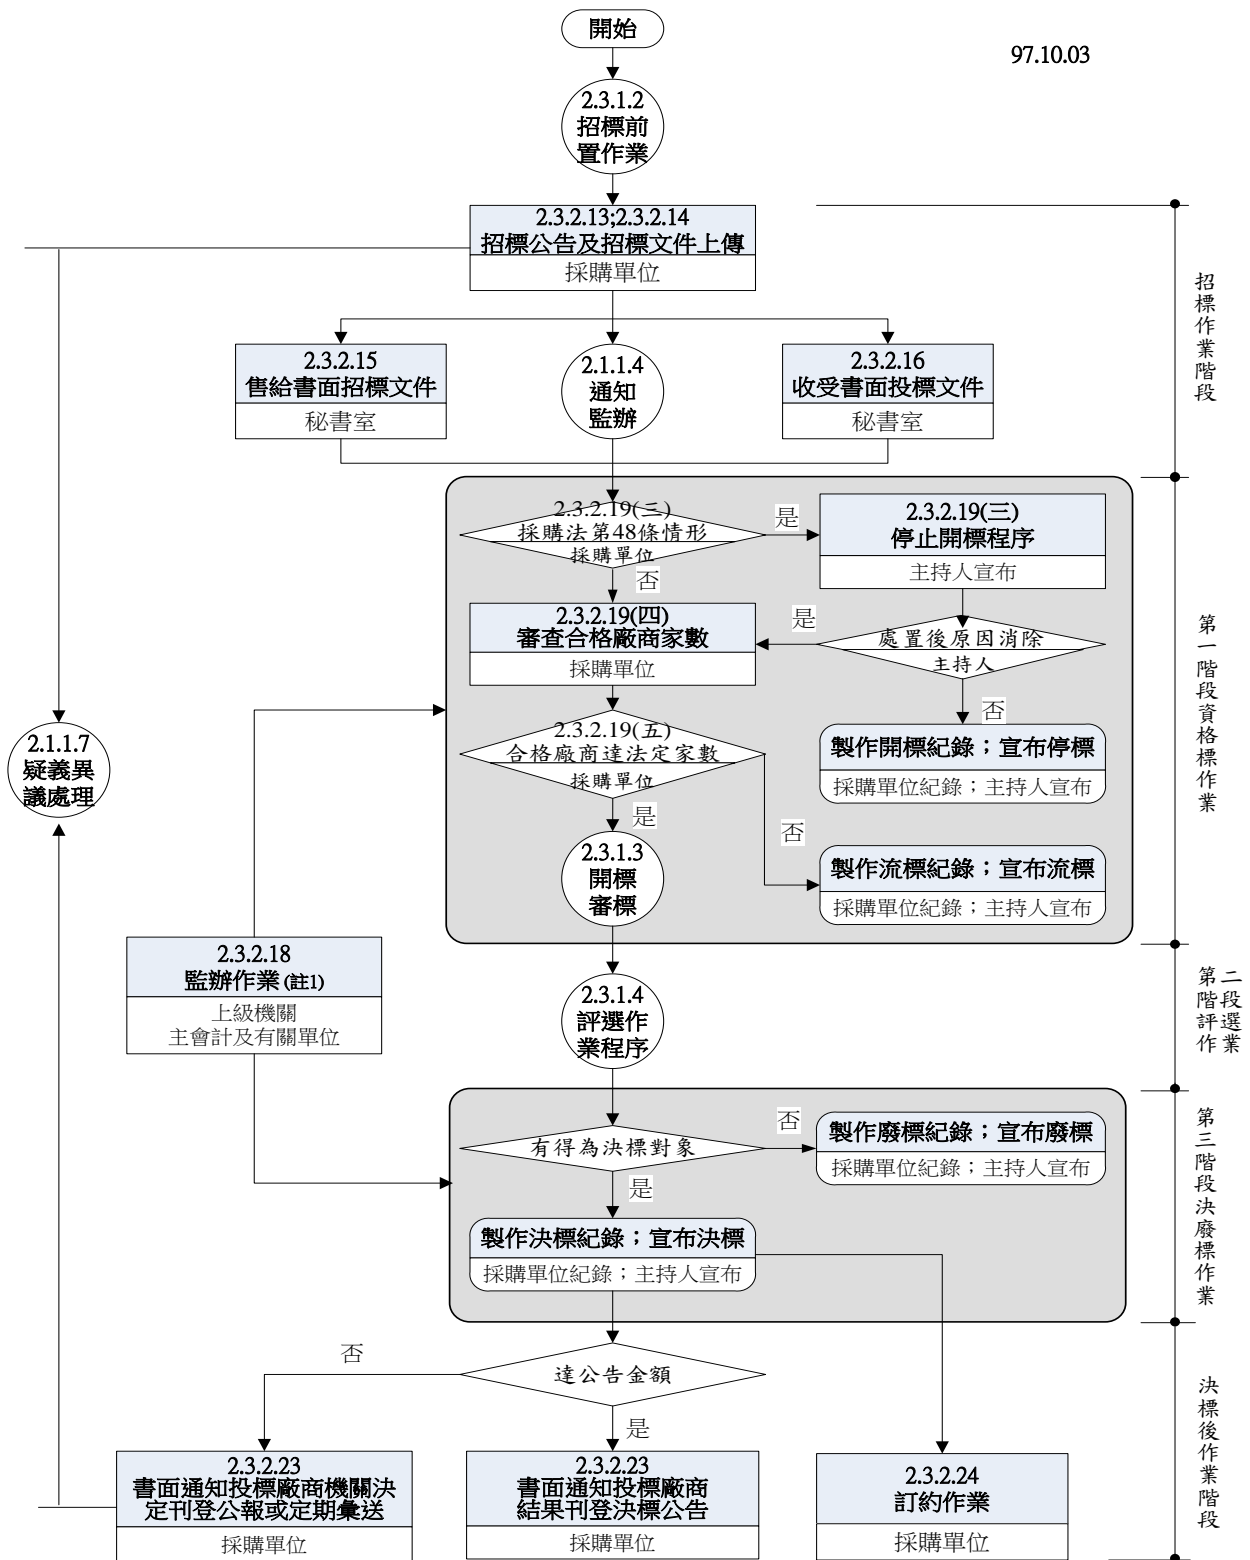 開始
97.10.03
2.3.1.2
招標前
置作業
2.3.2.13;2.3.2.14
招標公告及招標文件上傳
採購單位
招標作業階段
2.3.2.15
售給書面招標文件
秘書室
2.1.1.4
通知
監辦
2.3.2.16
收受書面投標文件
秘書室
2.3.2.19(三)
採購法第48條情形
採購單位
是
否
2.3.2.19(三)
停止開標程序
主持人宣布
2.3.2.19(四)
審查合格廠商家數
採購單位
是
處置後原因消除
主持人
否
第一階段資格標作業
2.3.2.19(五)
合格廠商達法定家數
採購單位
是
否
製作開標紀錄；宣布停標
採購單位紀錄；主持人宣布
2.1.1.7
疑義異
議處理
2.3.1.3
開標
審標
製作流標紀錄；宣布流標
採購單位紀錄；主持人宣布
2.3.2.18
監辦作業(註1)
上級機關
主會計及有關單位
2.3.1.4
評選作
業程序
第二
階段
評選
作業
有得為決標對象
否
是
製作廢標紀錄；宣布廢標
採購單位紀錄；主持人宣布
製作決標紀錄；宣布決標
採購單位紀錄；主持人宣布
第三階段決廢標作業
達公告金額
否
是
2.3.2.23
書面通知投標廠商機關決
定刊登公報或定期彙送
採購單位
2.3.2.23
書面通知投標廠商
結果刊登決標公告
採購單位
2.3.2.24
訂約作業
採購單位
決標後作業階段